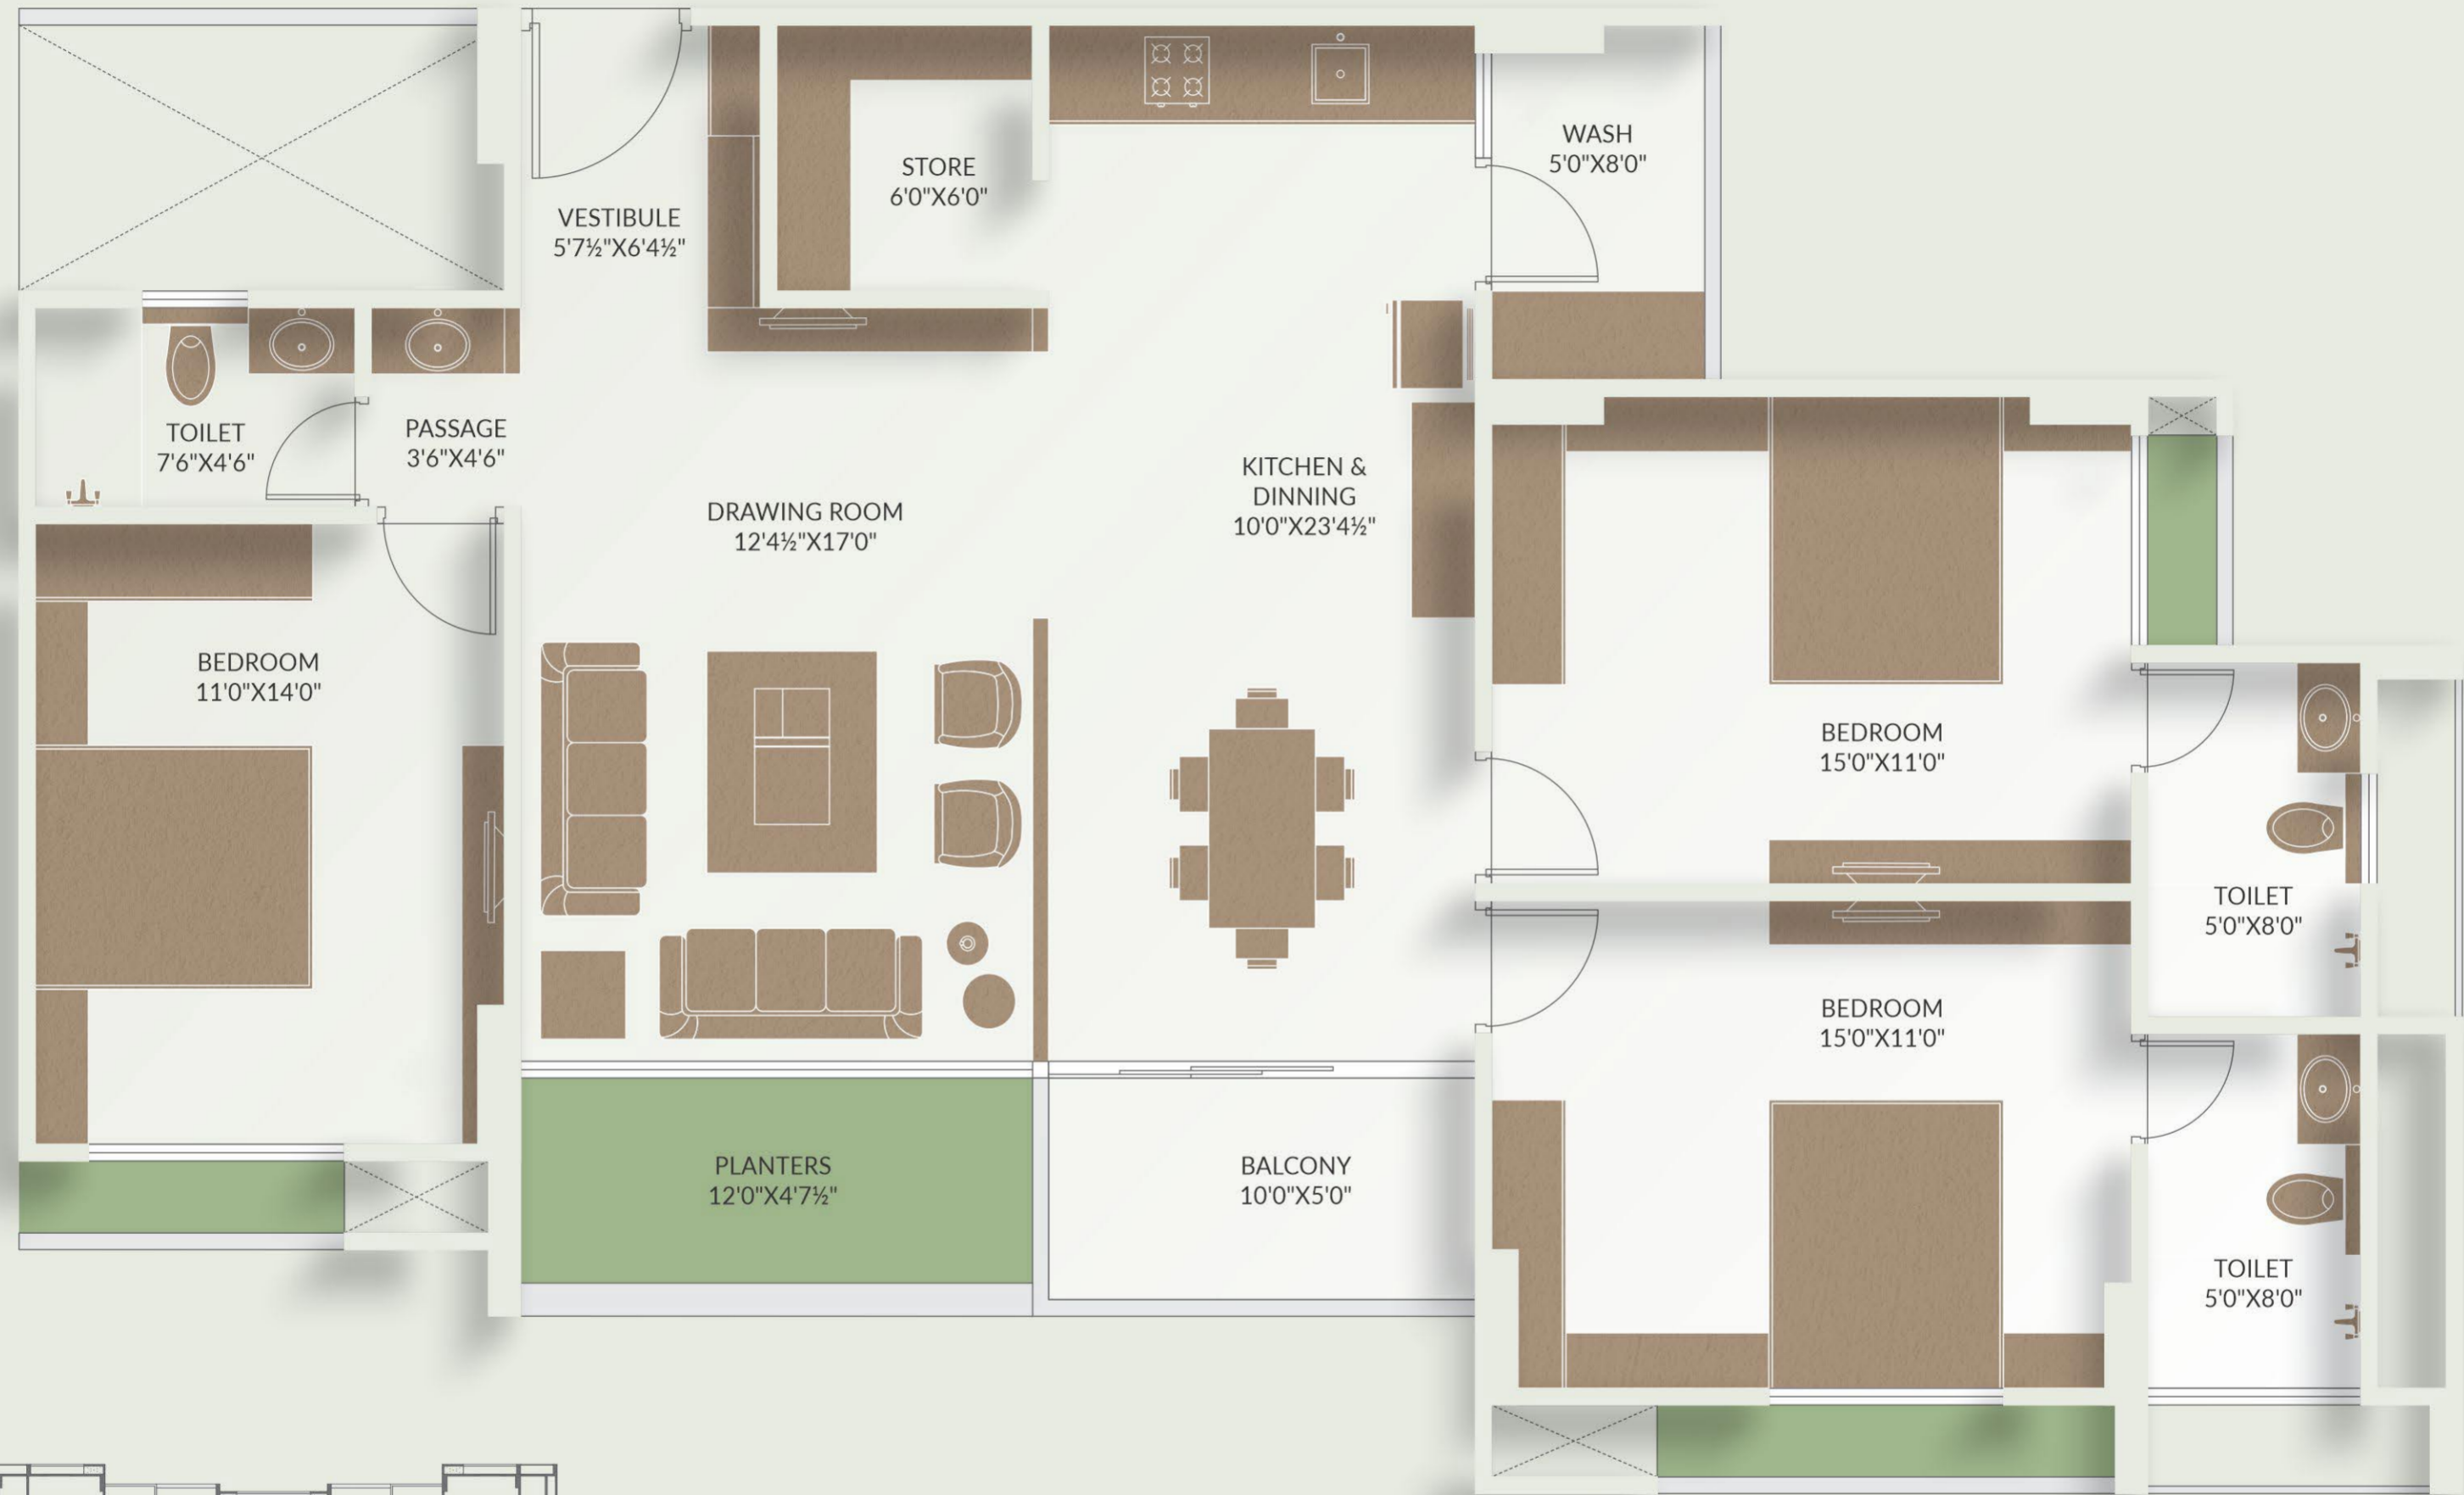 WASH
5'0"X8'0"
STORE
6'0"X6'0"
VESTIBULE
5'7½"X6'4½"
TOILET
7'6"X4'6"
PASSAGE
3'6"X4'6"
DRAWING ROOM
12'4½"X17'0"
KITCHEN &
DINNING
10'0"X23'4½"
BEDROOM
11'0"X14'0"
BEDROOM
15'0"X11'0"
TOILET
5'0"X8'0"
BEDROOM
15'0"X11'0"
PLANTERS
12'0"X4'7½"
BALCONY
10'0"X5'0"
TOILET
5'0"X8'0"